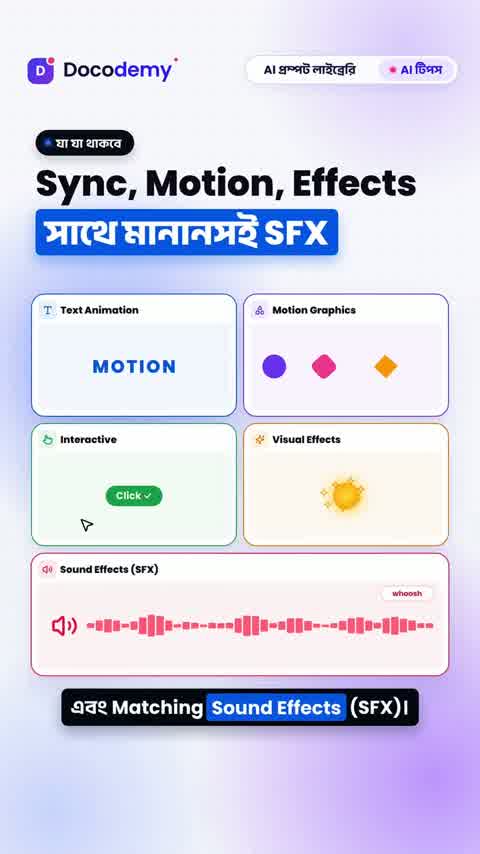 D Docodemy
AI প্রম্পট লাইব্রেরি
AI টিপস
যা যা থাকবে
Sync, Motion, Effects
সাথে মানানসই SFX
Text Animation
Motion Graphics
MOTION
Interactive
Visual Effects
Click ✓
Sound Effects (SFX)
whoosh
এবং Matching Sound Effects (SFX)।